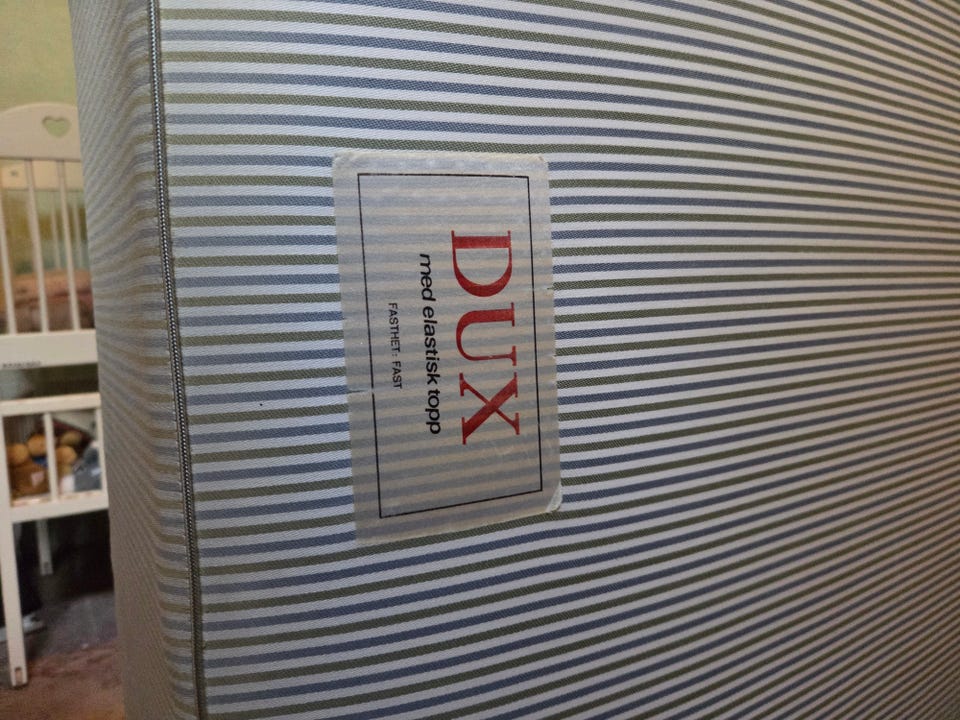 DUX
med elastisk topp
FASTHET: FAST